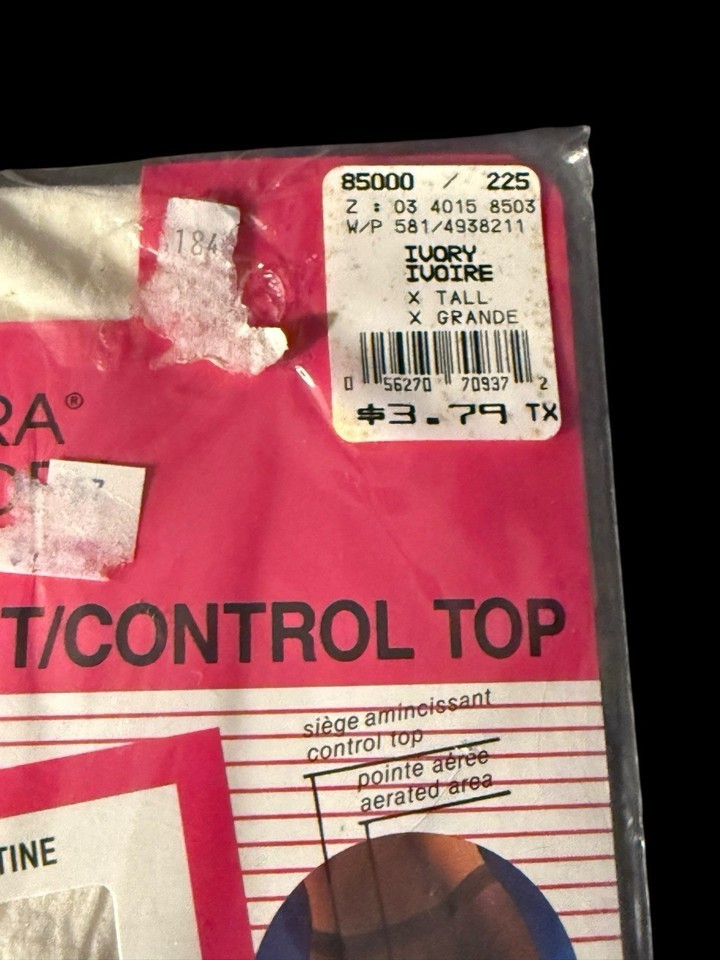 85000 / 225
Z : 03 4015 8503
W/P 581/4938211
IVORY
IVOIRE
X TALL
X GRANDE
0 56270 70937 2
$3.79 TX
184
RA®
T/CONTROL TOP
siège amincissant
control top
pointe aérée
aerated area
TINE